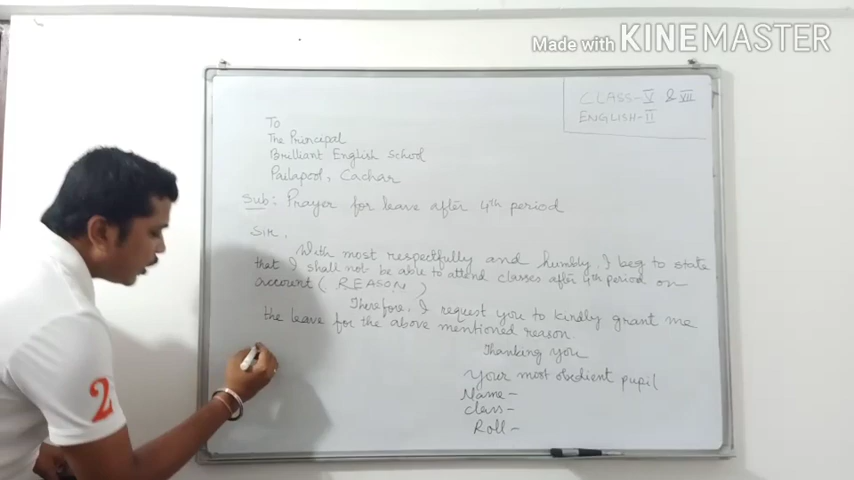 Made with KINEMASTER
CLASS-V & VII
ENGLISH-II
To
The Principal
Brilliant English School
Pailapool, Cachar
Sub: Prayer for leave after 4th period
Sir,
With most respectfully and humbly I beg to state
that I shall not be able to attend classes after 4th period on
account (REASON)
Therefore, I request you to kindly grant me
the leave for the above mentioned reason.
Thanking you
Your most obedient pupil
Name-
Class-
Roll-
2